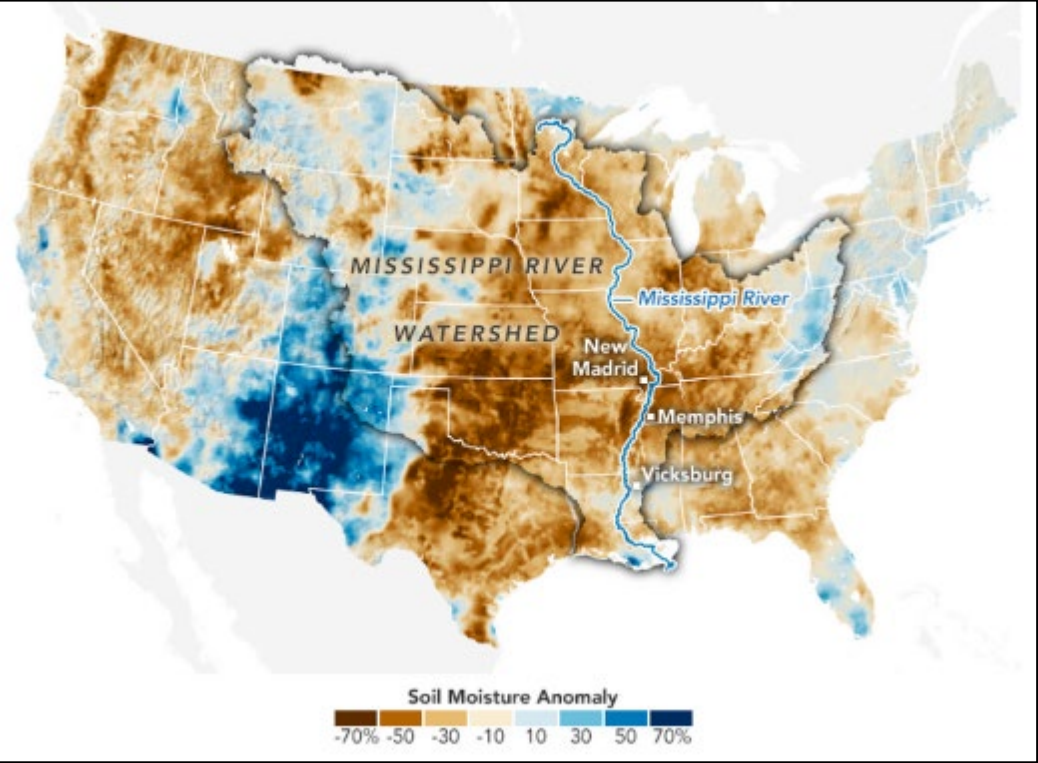 MISSISSIPPI RIVER
WATERSHED
Mississippi River
New
Madrid
Memphis
Vicksburg
Soil Moisture Anomaly
-70% -50 -30 -10 10 30 50 70%